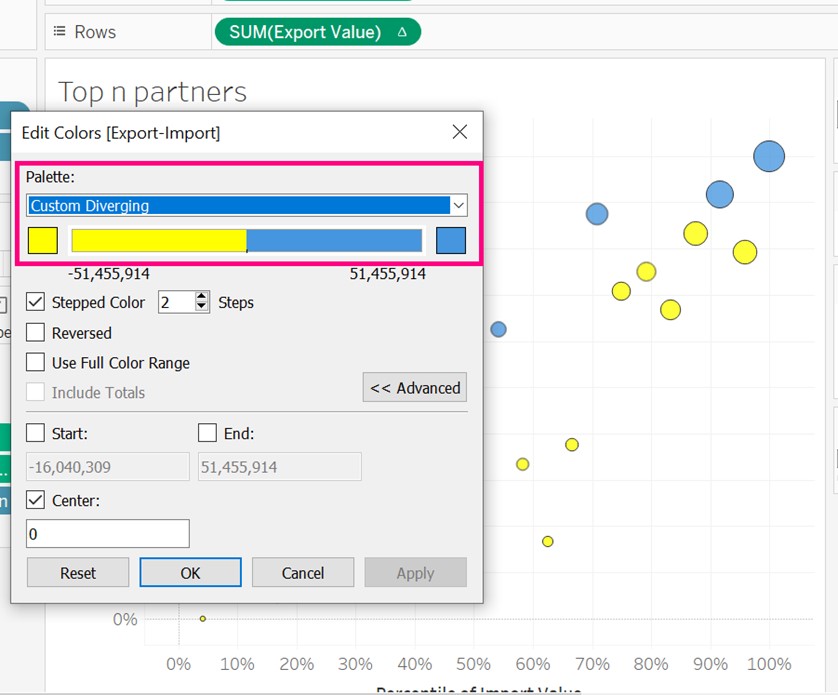 Rows
SUM(Export Value) Δ
Top n partners
Edit Colors [Export-Import]
Palette:
Custom Diverging
-51,455,914 51,455,914
Stepped Color 2 Steps
Reversed
Use Full Color Range
Include Totals
<< Advanced
Start: End:
-16,040,309 51,455,914
Center:
0
Reset OK Cancel Apply
0%
0% 10% 20% 30% 40% 50% 60% 70% 80% 90% 100%
Percentile of Import Value